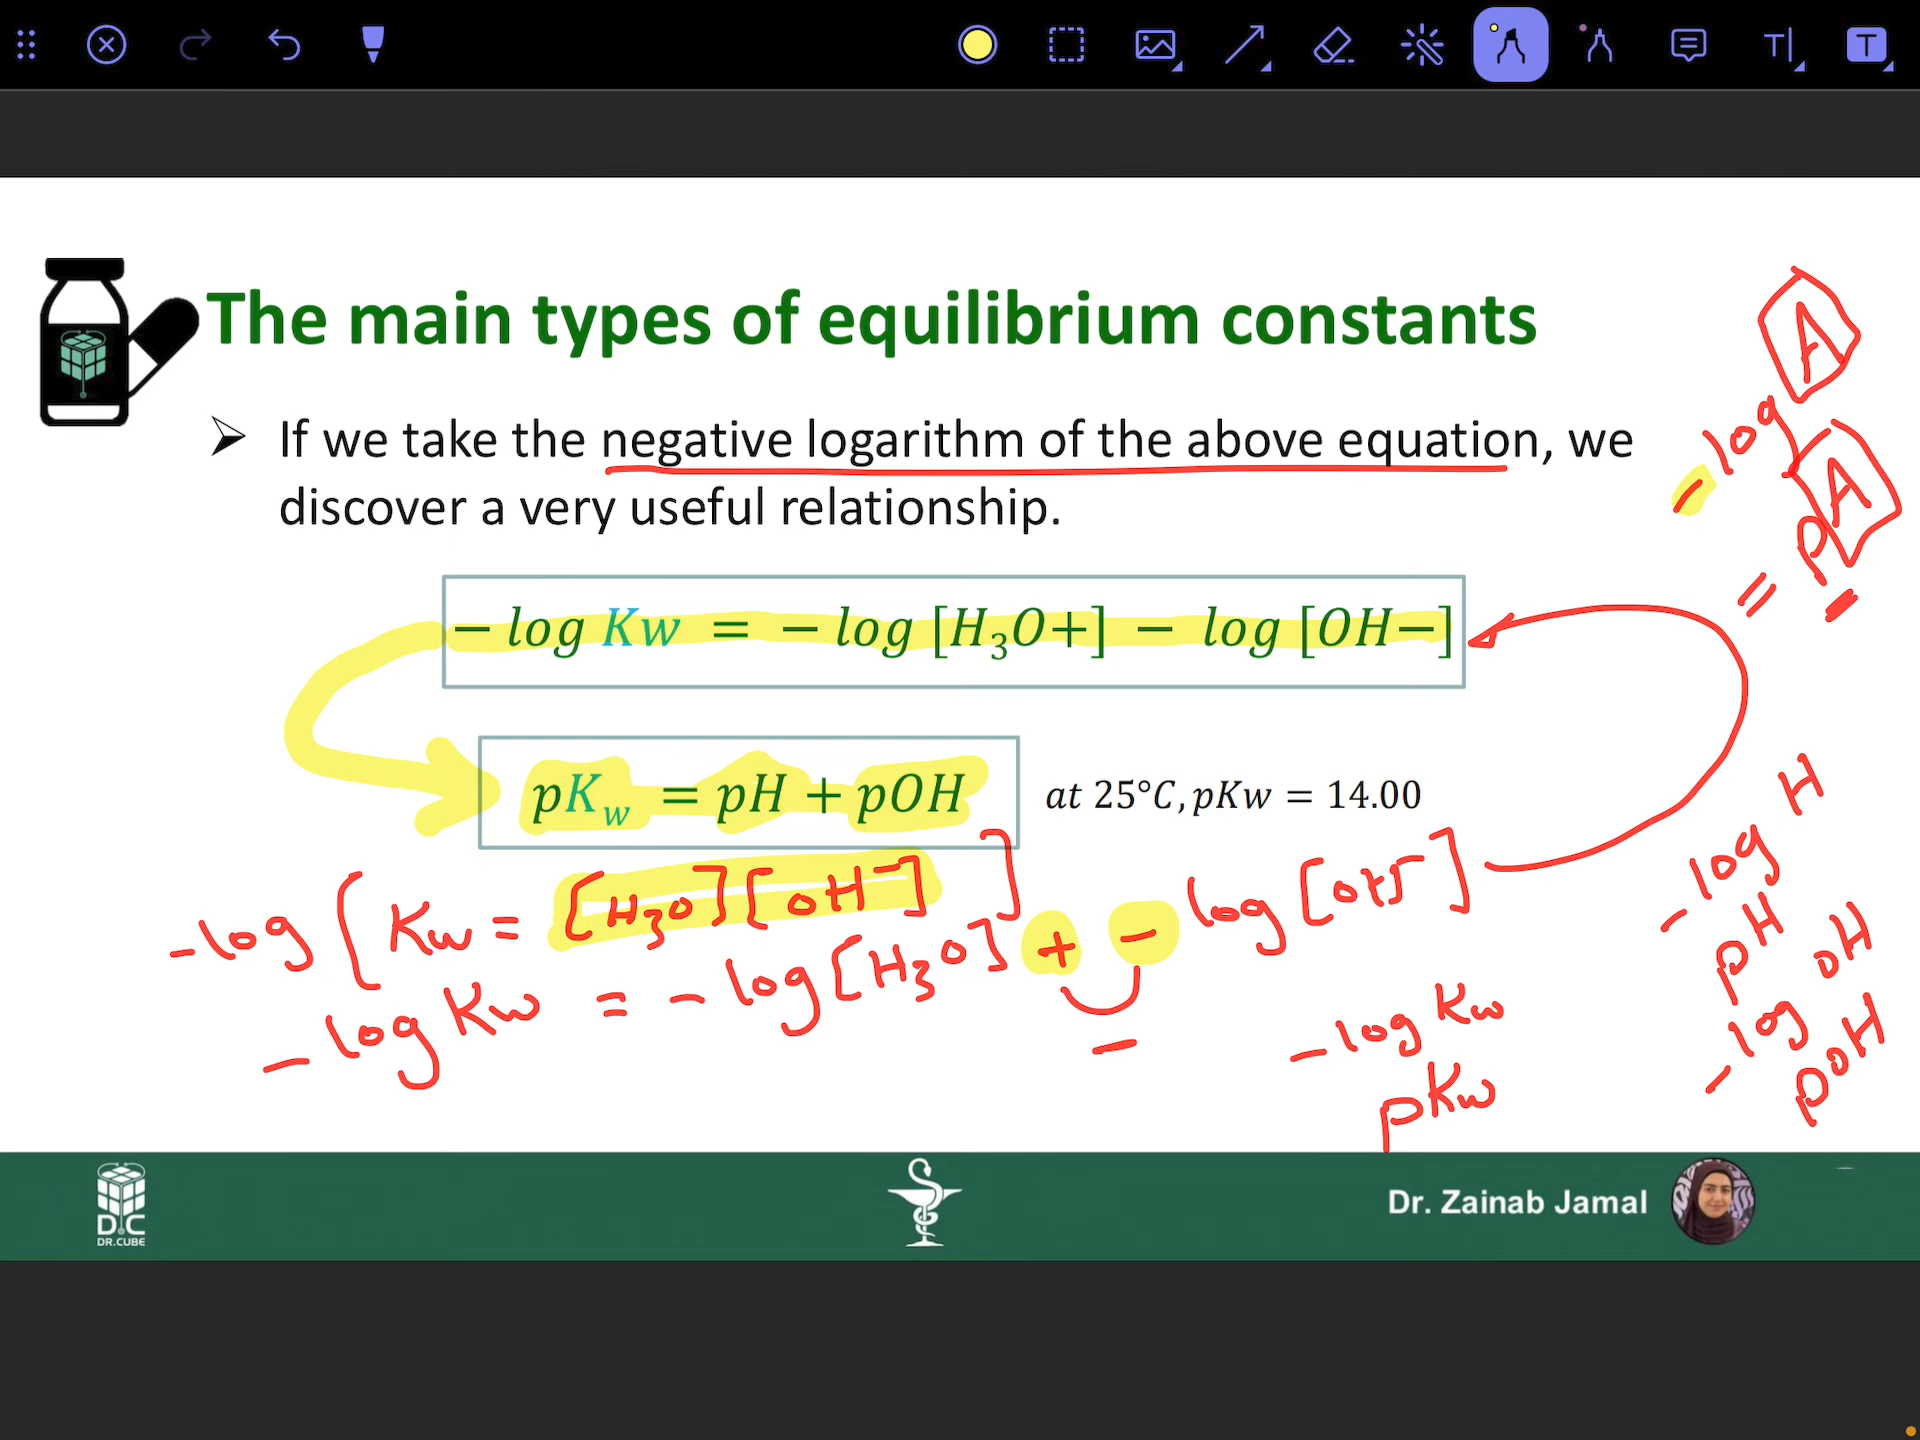 The main types of equilibrium constants
➢ If we take the negative logarithm of the above equation, we
discover a very useful relationship.
− log Kw = − log [H₃O+] − log [OH−]
pK_w = pH + pOH
at 25°C, pKw = 14.00
-log [ Kw = [H₃O] [OH⁻] ]
-log Kw = -log [H₃O] + - log [OH⁻]
−
-log Kw
pKw
-log A
= pA
-log H
pH
-log OH
pOH
DC
DR.CUBE
Dr. Zainab Jamal